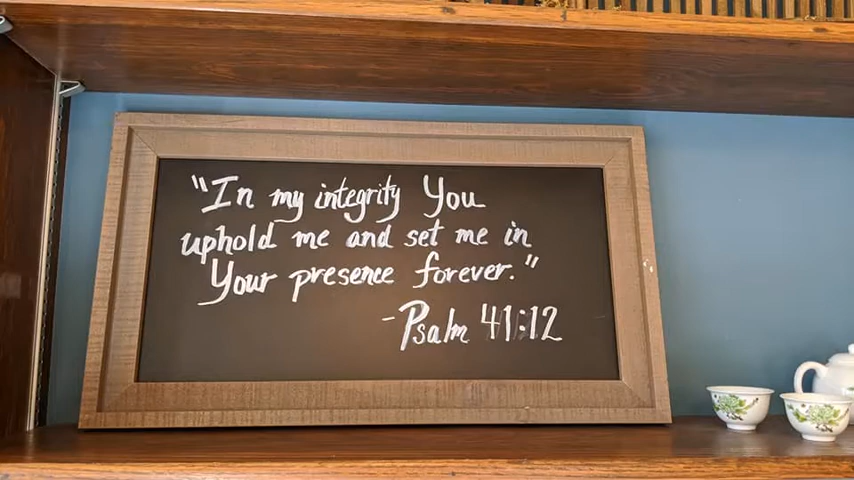 "In my integrity You
uphold me and set me in
Your presence forever."
-Psalm 41:12